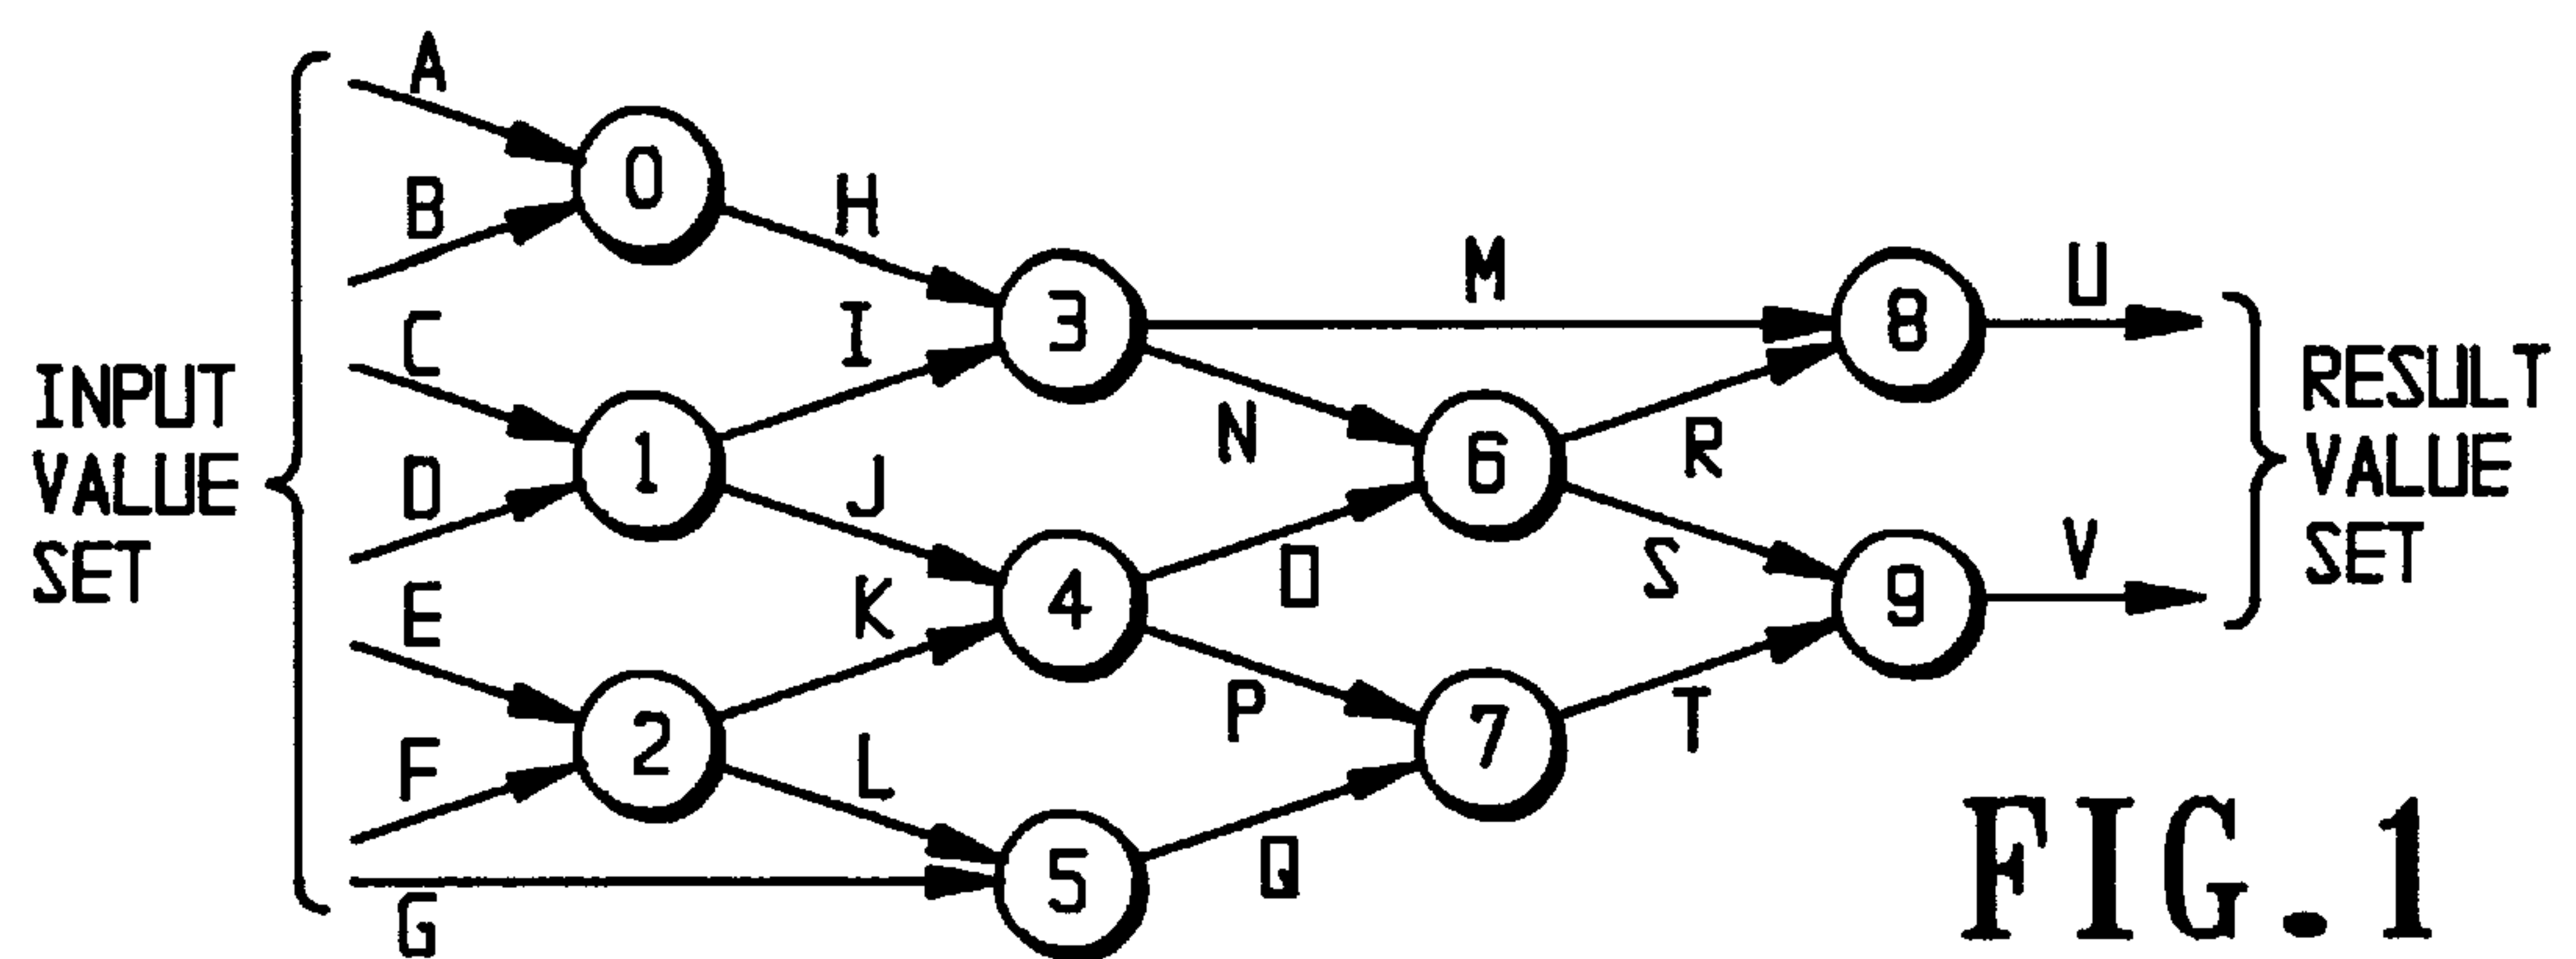 INPUT
VALUE
SET
A
B
C
D
E
F
G
0
1
2
H
I
J
K
L
3
4
5
M
N
O
P
Q
6
7
R
S
T
8
9
U
V
RESULT
VALUE
SET
FIG.1